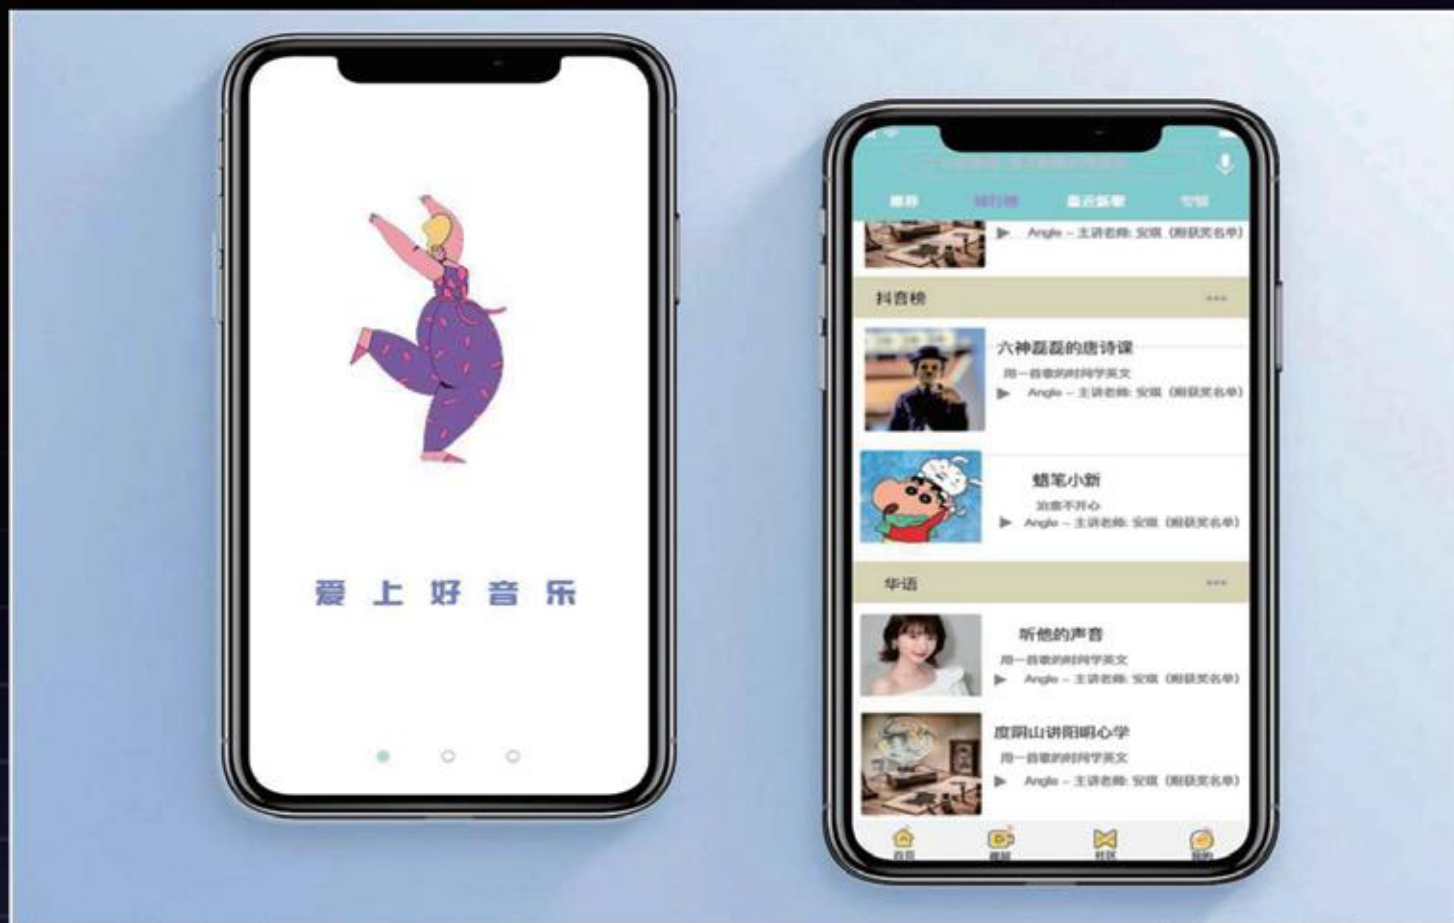 爱上好音乐
推荐 排行榜 最近新歌 专辑
▶ Angle – 主讲老师: 安琪（附获奖名单）
抖音榜
六神磊磊的唐诗课
用一首歌的时间学英文
▶ Angle – 主讲老师: 安琪（附获奖名单）
蜡笔小新
治愈不开心
▶ Angle – 主讲老师: 安琪（附获奖名单）
华语
听他的声音
用一首歌的时间学英文
▶ Angle – 主讲老师: 安琪（附获奖名单）
度阴山讲阳明心学
用一首歌的时间学英文
▶ Angle – 主讲老师: 安琪（附获奖名单）
首页 社区 我的